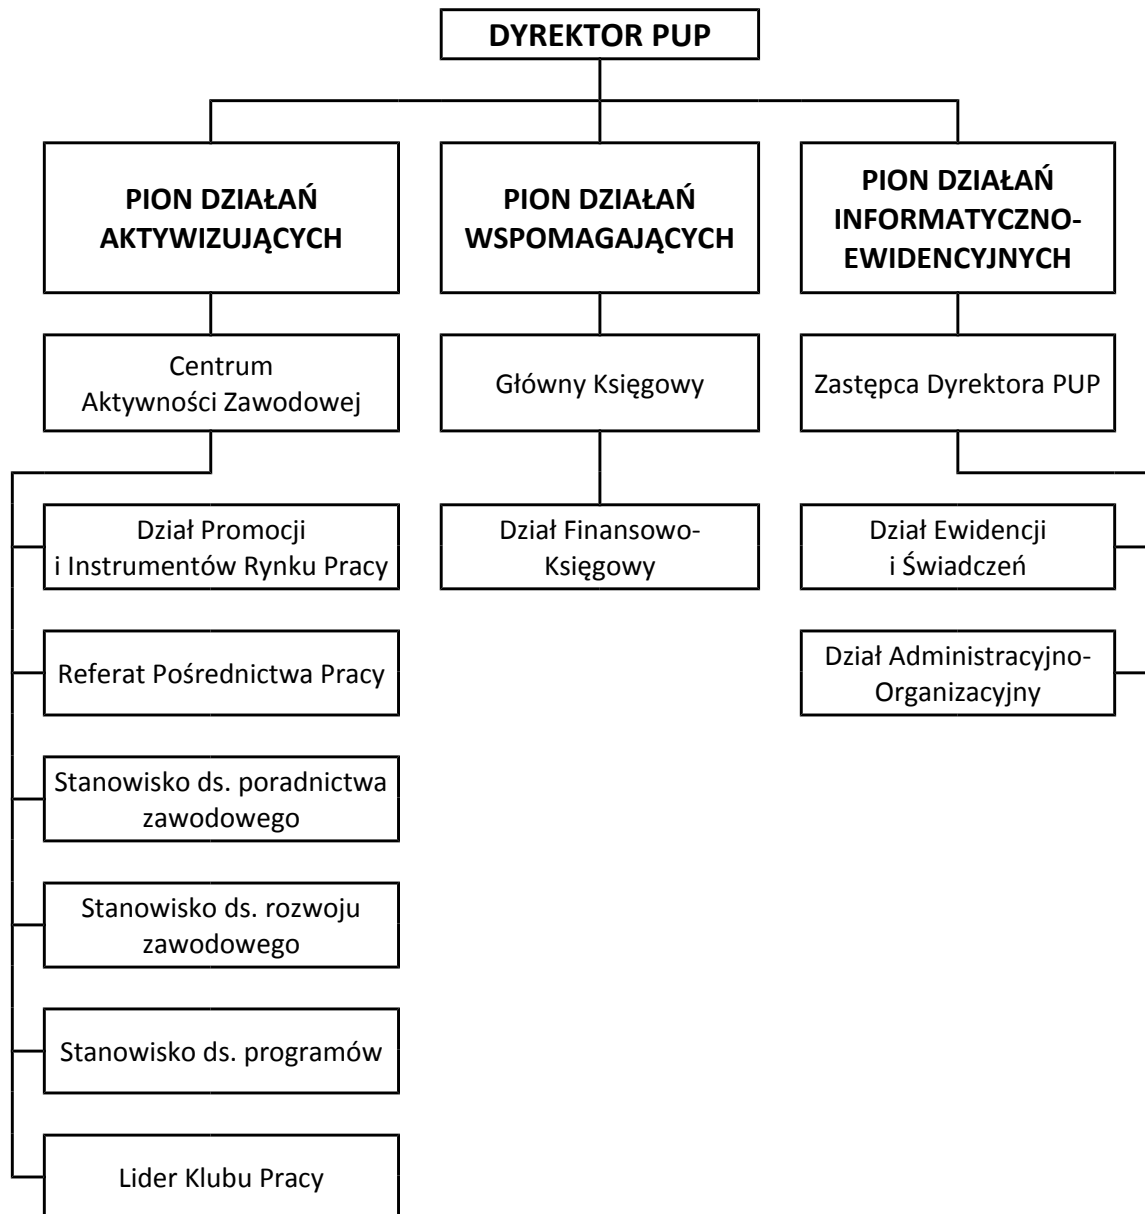 DYREKTOR PUP
PION DZIAŁAŃ
AKTYWIZUJĄCYCH
PION DZIAŁAŃ
WSPOMAGAJĄCYCH
PION DZIAŁAŃ
INFORMATYCZNO-
EWIDENCYJNYCH
Centrum
Aktywności Zawodowej
Główny Księgowy
Zastępca Dyrektora PUP
Dział Promocji
i Instrumentów Rynku Pracy
Dział Finansowo-
Księgowy
Dział Ewidencji
i Świadczeń
Referat Pośrednictwa Pracy
Dział Administracyjno-
Organizacyjny
Stanowisko ds. poradnictwa
zawodowego
Stanowisko ds. rozwoju
zawodowego
Stanowisko ds. programów
Lider Klubu Pracy